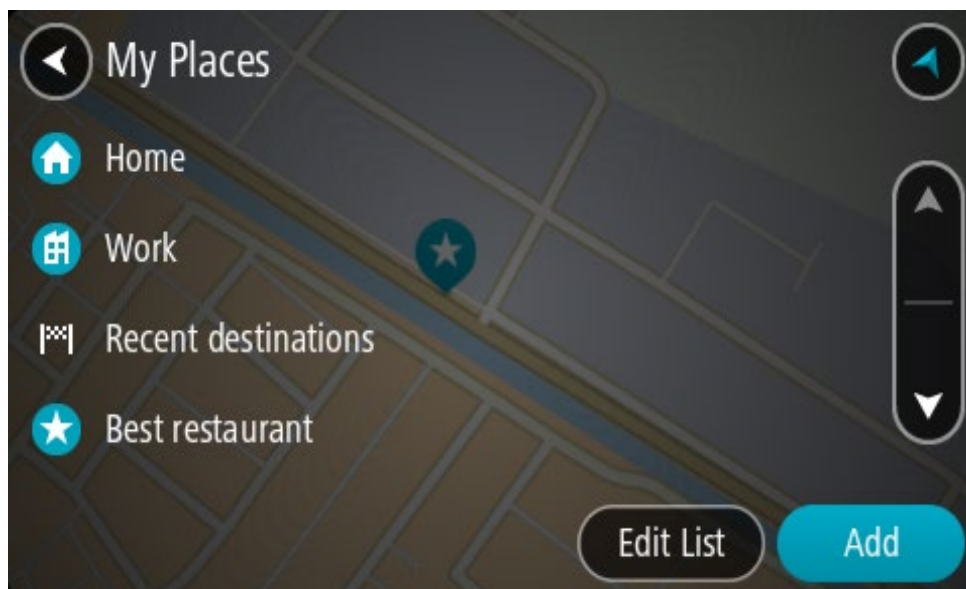 My Places
Home
Work
Recent destinations
Best restaurant
Edit List
Add